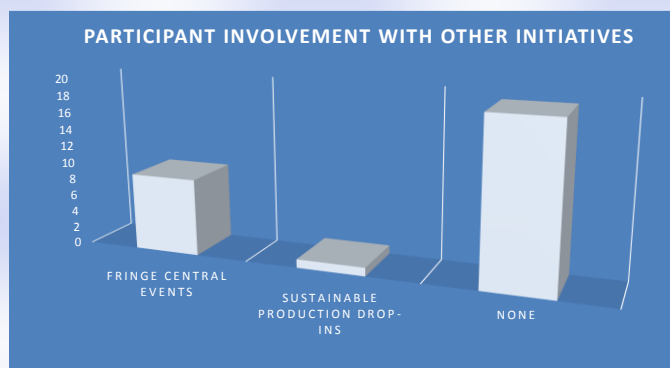 PARTICIPANT INVOLVEMENT WITH OTHER INITIATIVES
20
18
16
14
12
10
8
6
4
2
0
FRINGE CENTRAL
EVENTS
SUSTAINABLE
PRODUCTION DROP-
INS
NONE